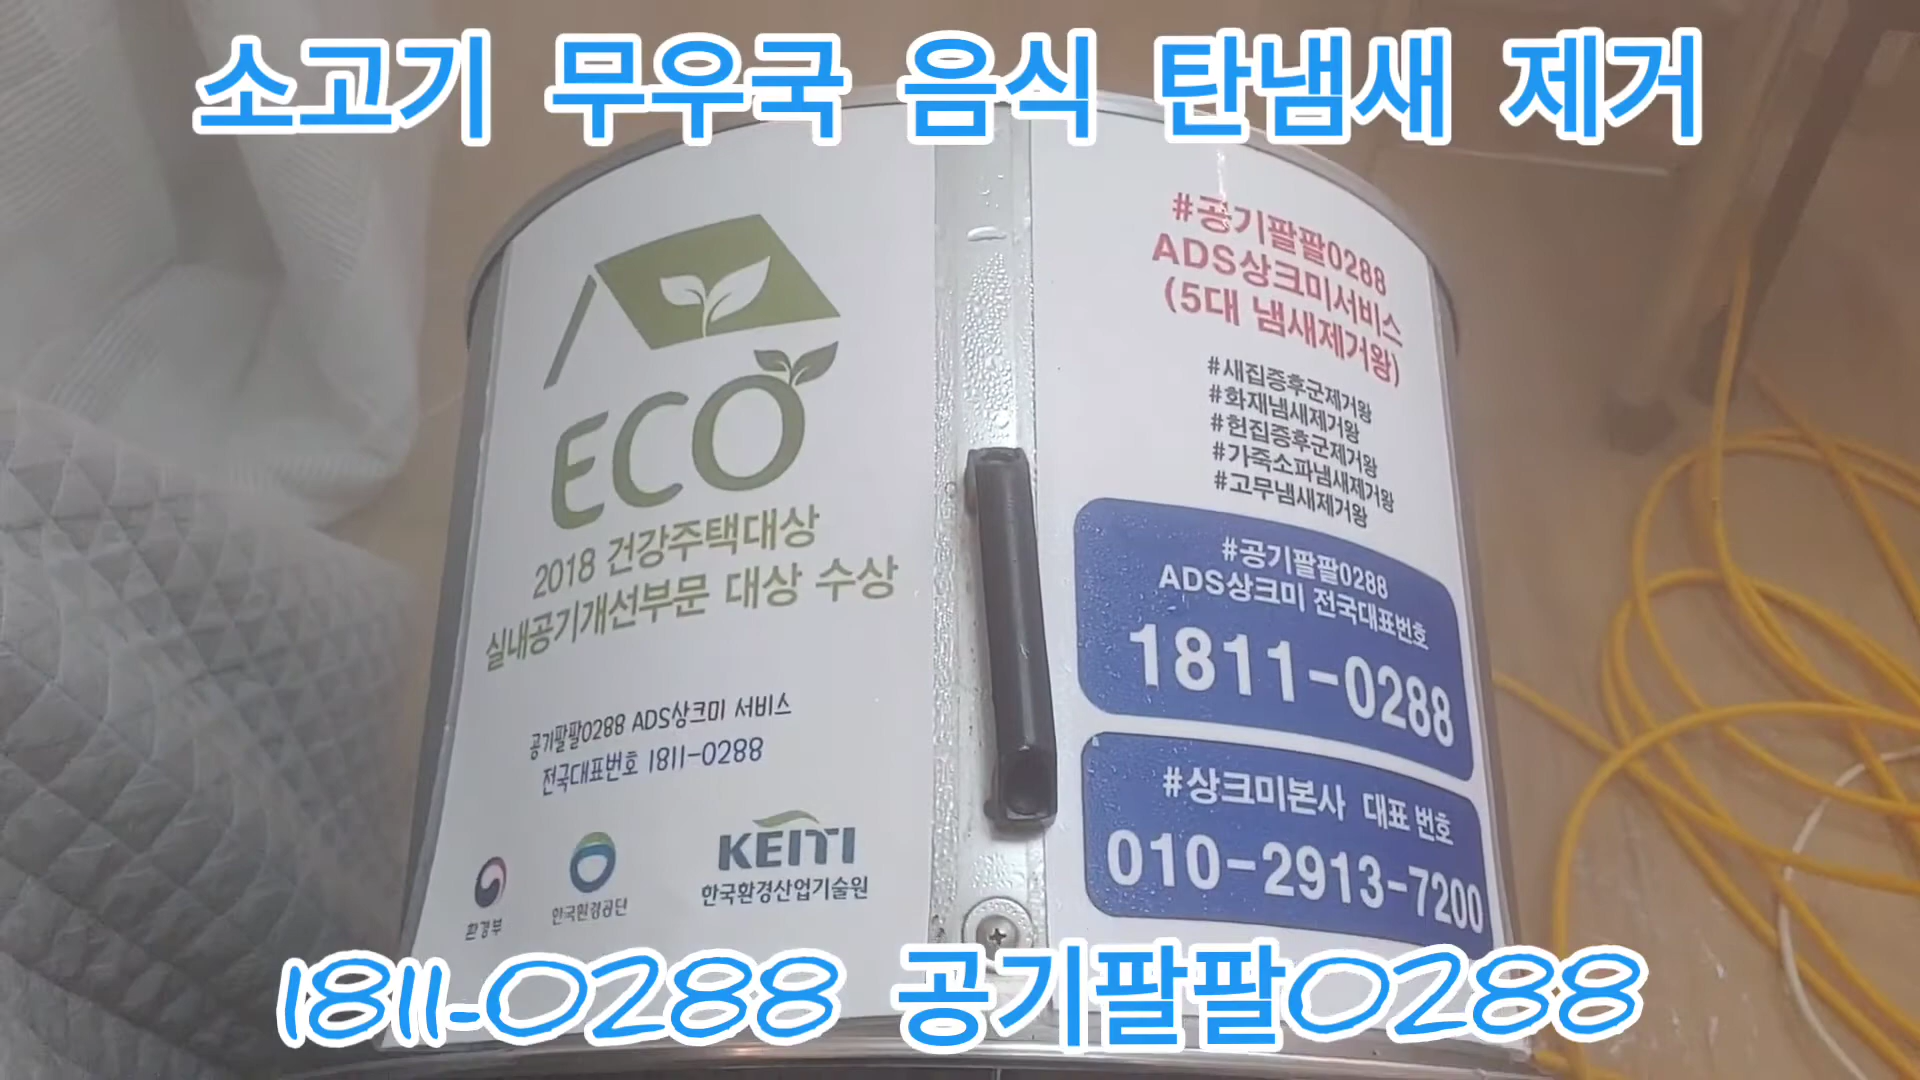 소고기 무우국 음식 탄냄새 제거
ECO
2018 건강주택대상
실내공기개선부문 대상 수상
공기팔팔0288 ADS상크미 서비스
전국대표번호 1811-0288
환경부
한국환경공단
KEITI
한국환경산업기술원
#공기팔팔0288
ADS상크미서비스
(5대 냄새제거왕)
#새집증후군제거왕
#화재냄새제거왕
#헌집증후군제거왕
#가죽소파냄새제거왕
#고무냄새제거왕
#공기팔팔0288
ADS상크미 전국대표번호
1811-0288
#상크미본사 대표 번호
010-2913-7200
1811-0288 공기팔팔0288